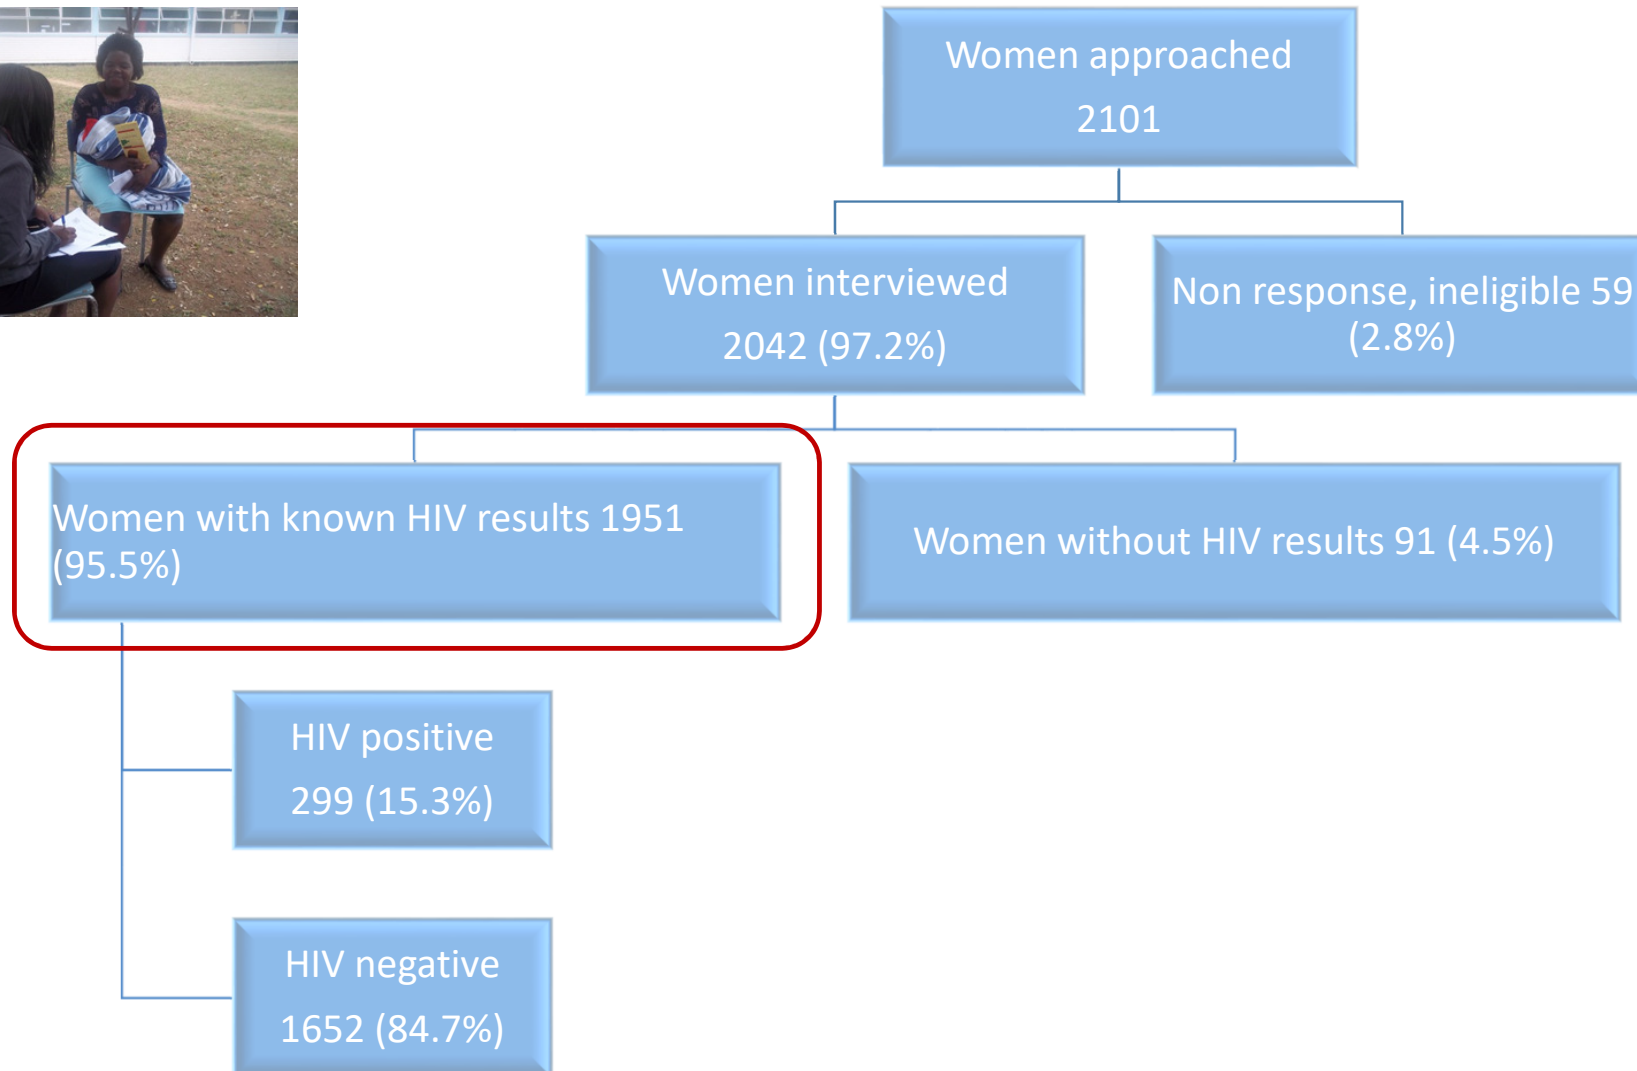 Women approached
2101
Women interviewed
2042 (97.2%)
Non response, ineligible 59
(2.8%)
Women with known HIV results 1951
(95.5%)
Women without HIV results 91 (4.5%)
HIV positive
299 (15.3%)
HIV negative
1652 (84.7%)